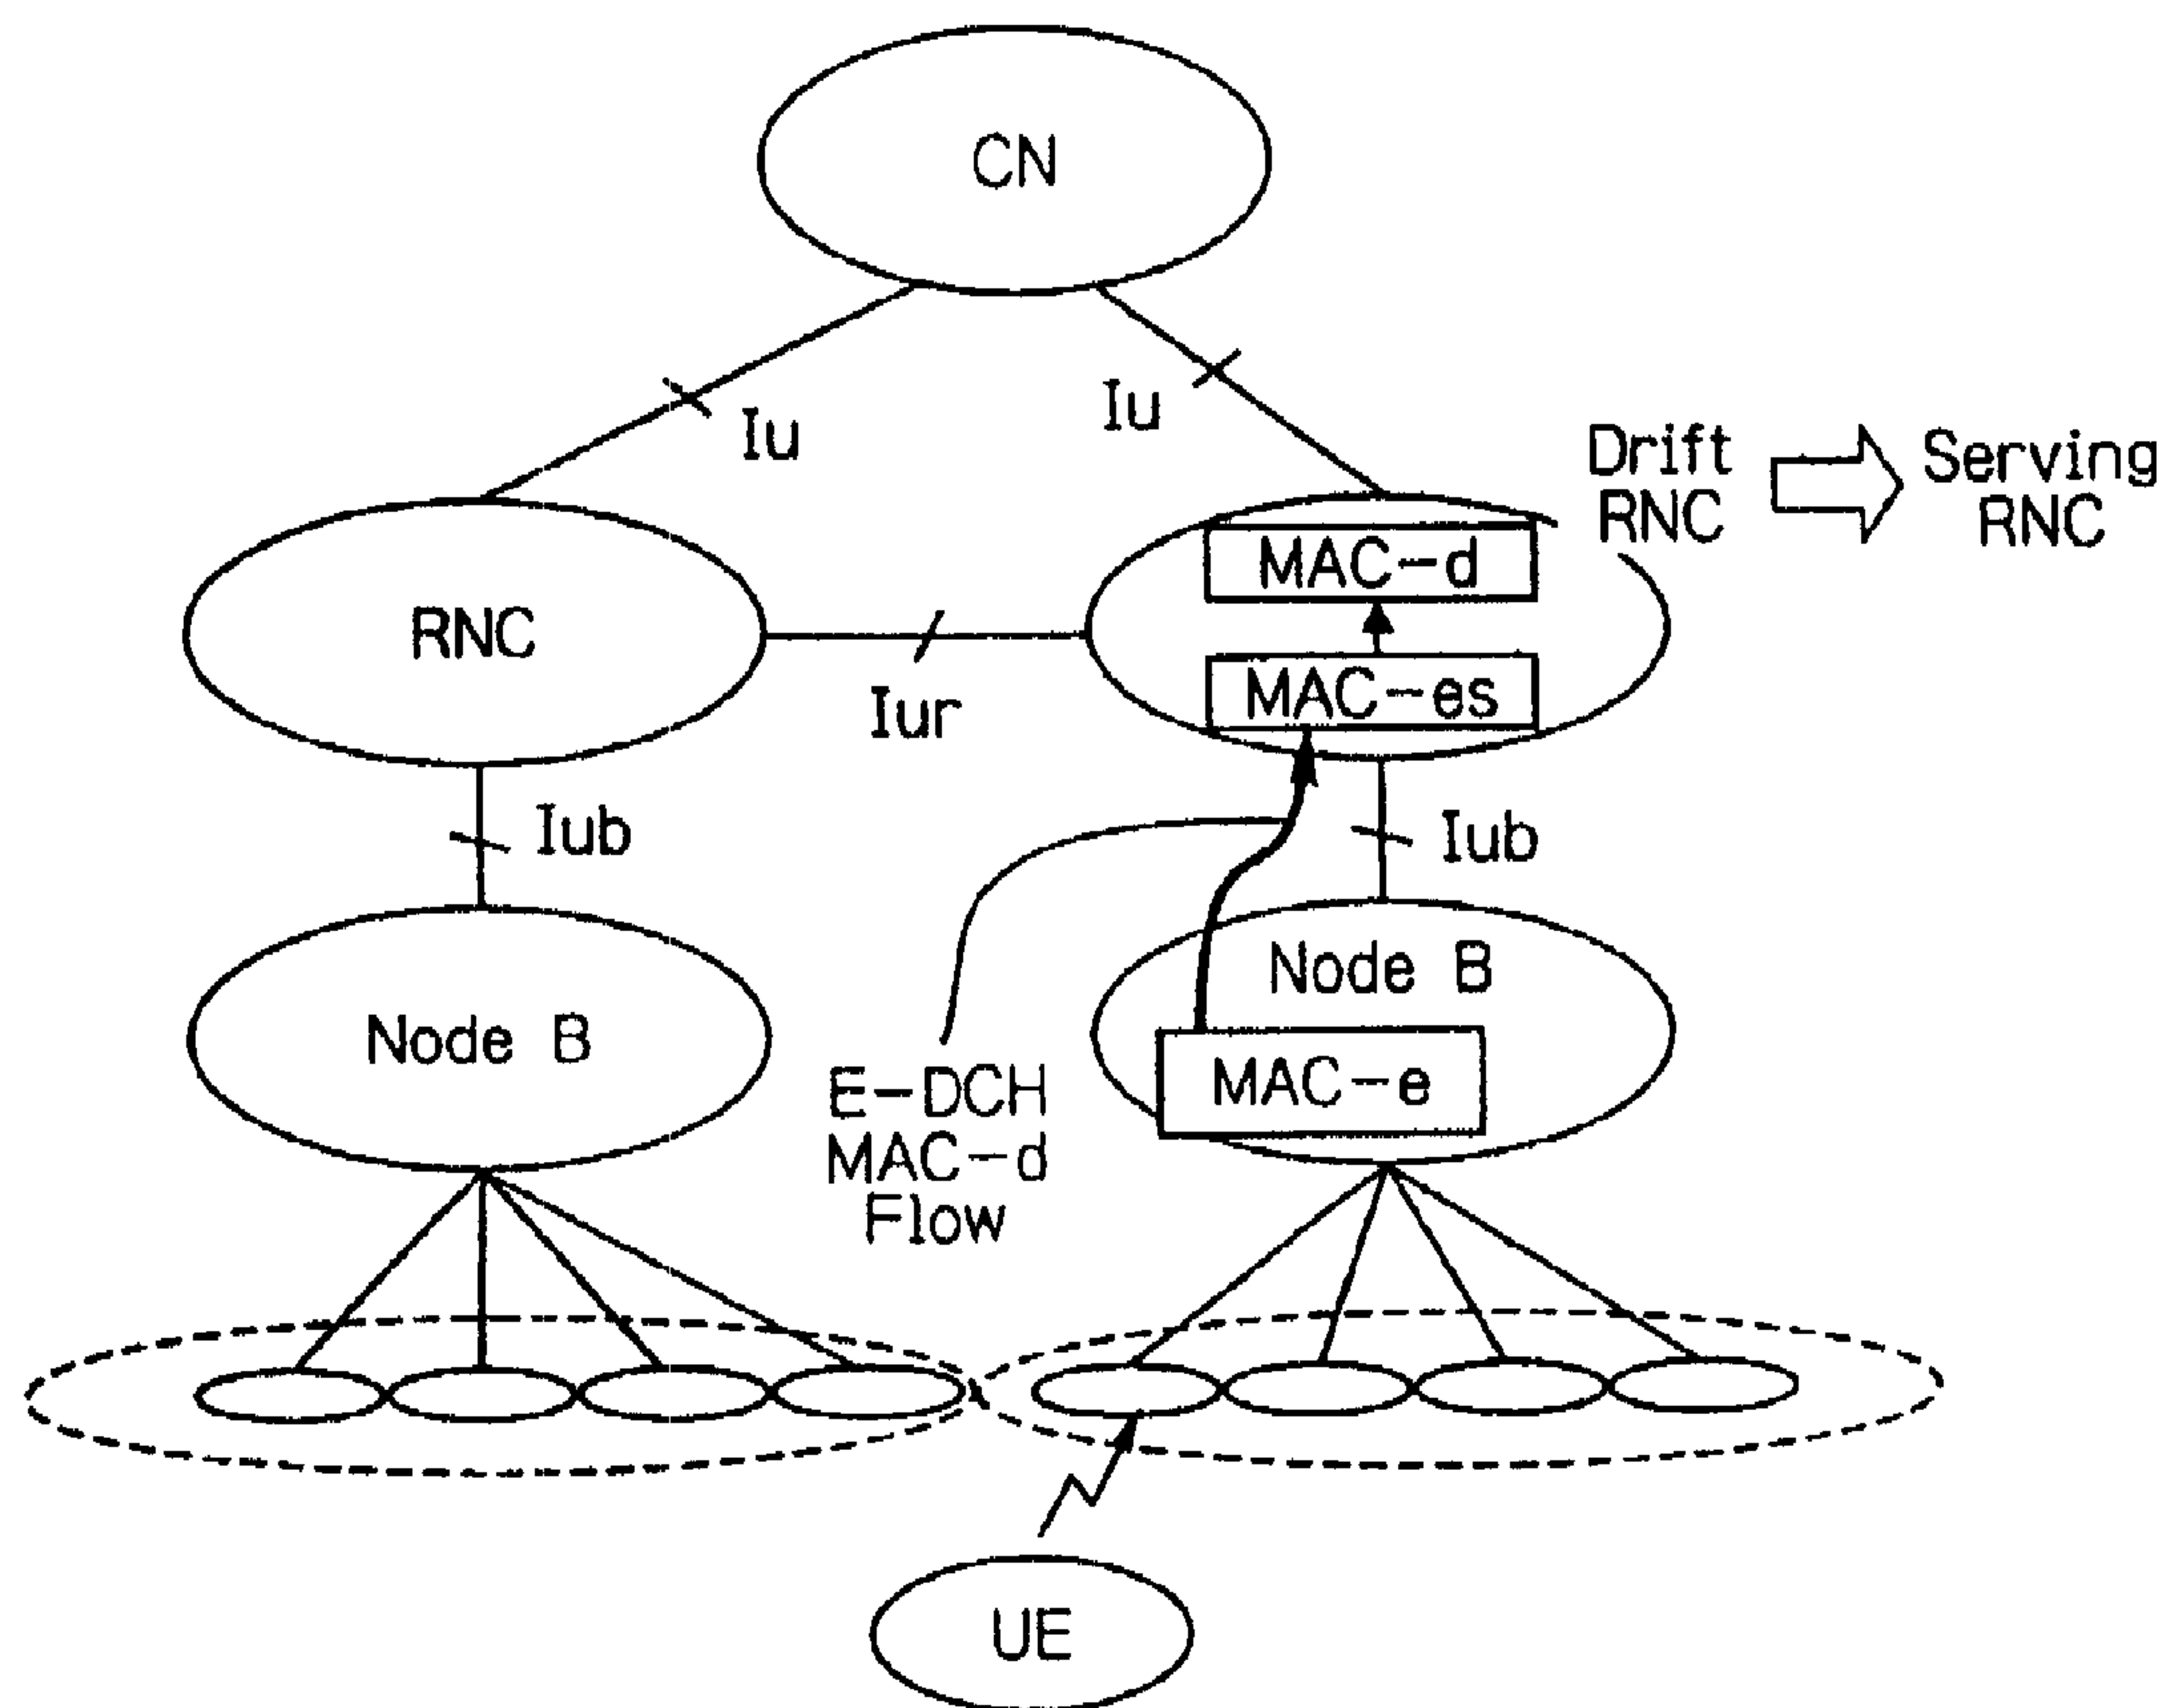 CN
Iu
Iu
Drift
RNC
Serving
RNC
MAC-d
RNC
MAC-es
Iur
Iub
Iub
Node B
Node B
MAC-e
E-DCH
MAC-d
Flow
UE